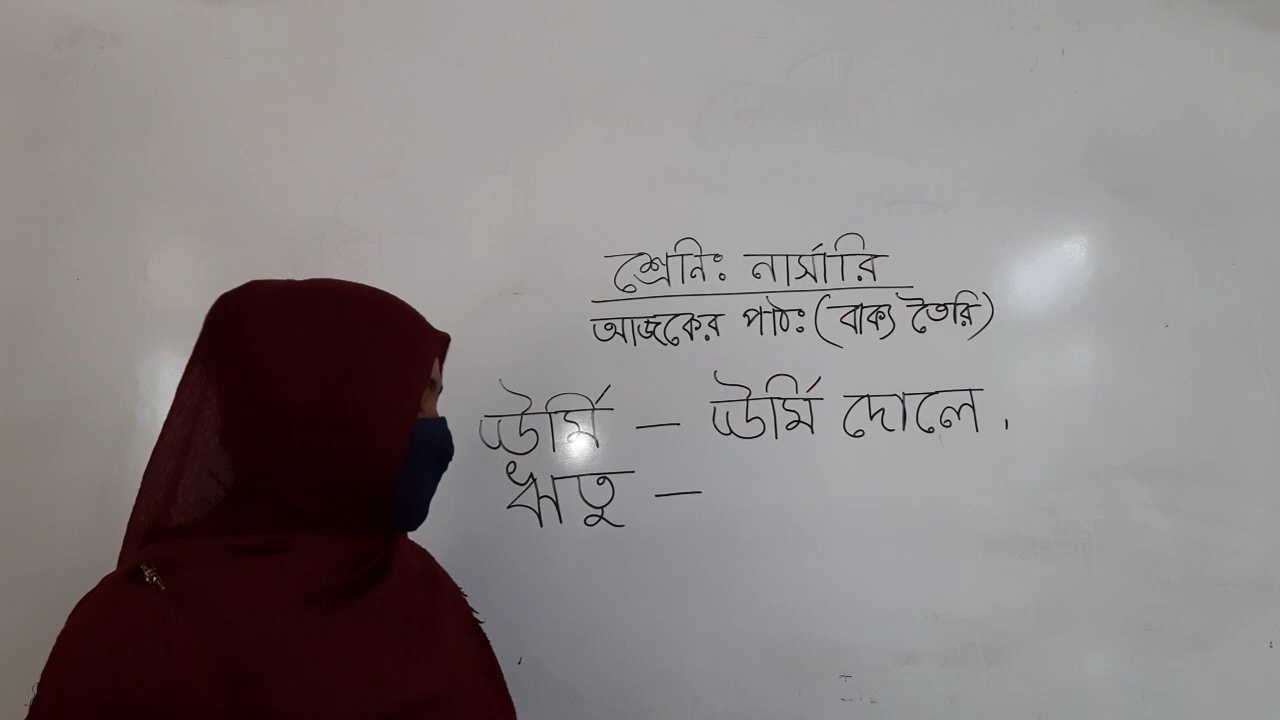 শ্রেনিঃ নার্সারি
আজকের পাঠঃ (বাক্য তৈরি)
ঊর্মি — ঊর্মি দোলে .
ঋতু —